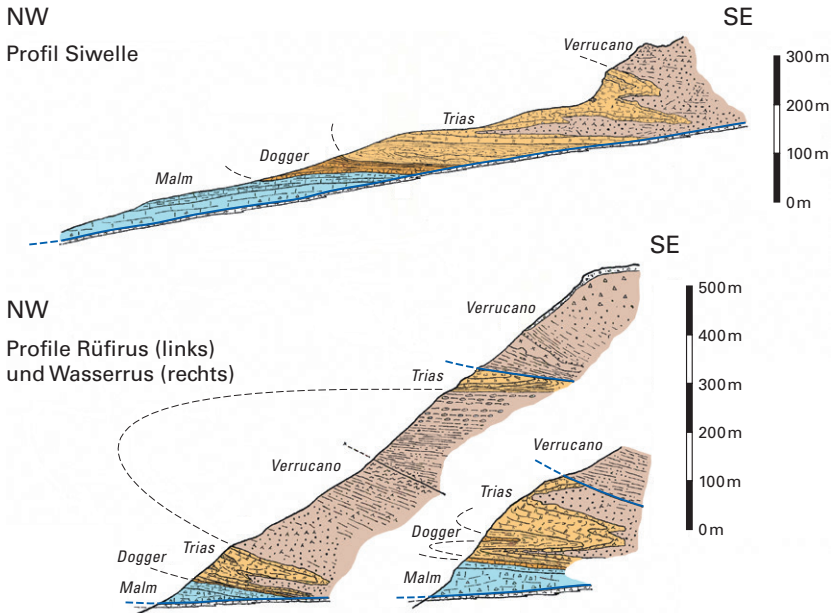 NW
SE
Profil Siwelle
Verrucano
300 m
200 m
100 m
0 m
Trias
Dogger
Malm
SE
NW
Profile Rüfirus (links)
und Wasserrus (rechts)
500 m
400 m
300 m
200 m
100 m
0 m
Verrucano
Trias
Verrucano
Verrucano
Trias
Dogger
Trias
Dogger
Malm
Malm